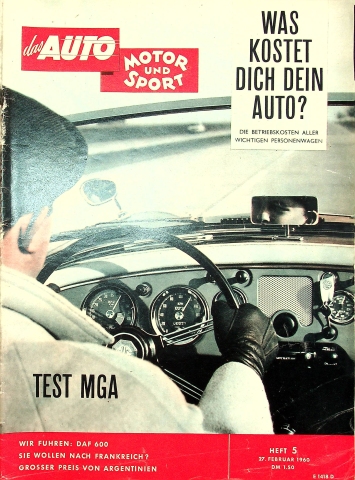 das AUTO
MOTOR
UND
SPORT
WAS
KOSTET
DICH DEIN
AUTO?
DIE BETRIEBSKOSTEN ALLER
WICHTIGEN PERSONENWAGEN
TEST MGA
WIR FUHREN: DAF 600
SIE WOLLEN NACH FRANKREICH?
GROSSER PREIS VON ARGENTINIEN
HEFT 5
27. FEBRUAR 1960
DM 1.50
E 1418 D